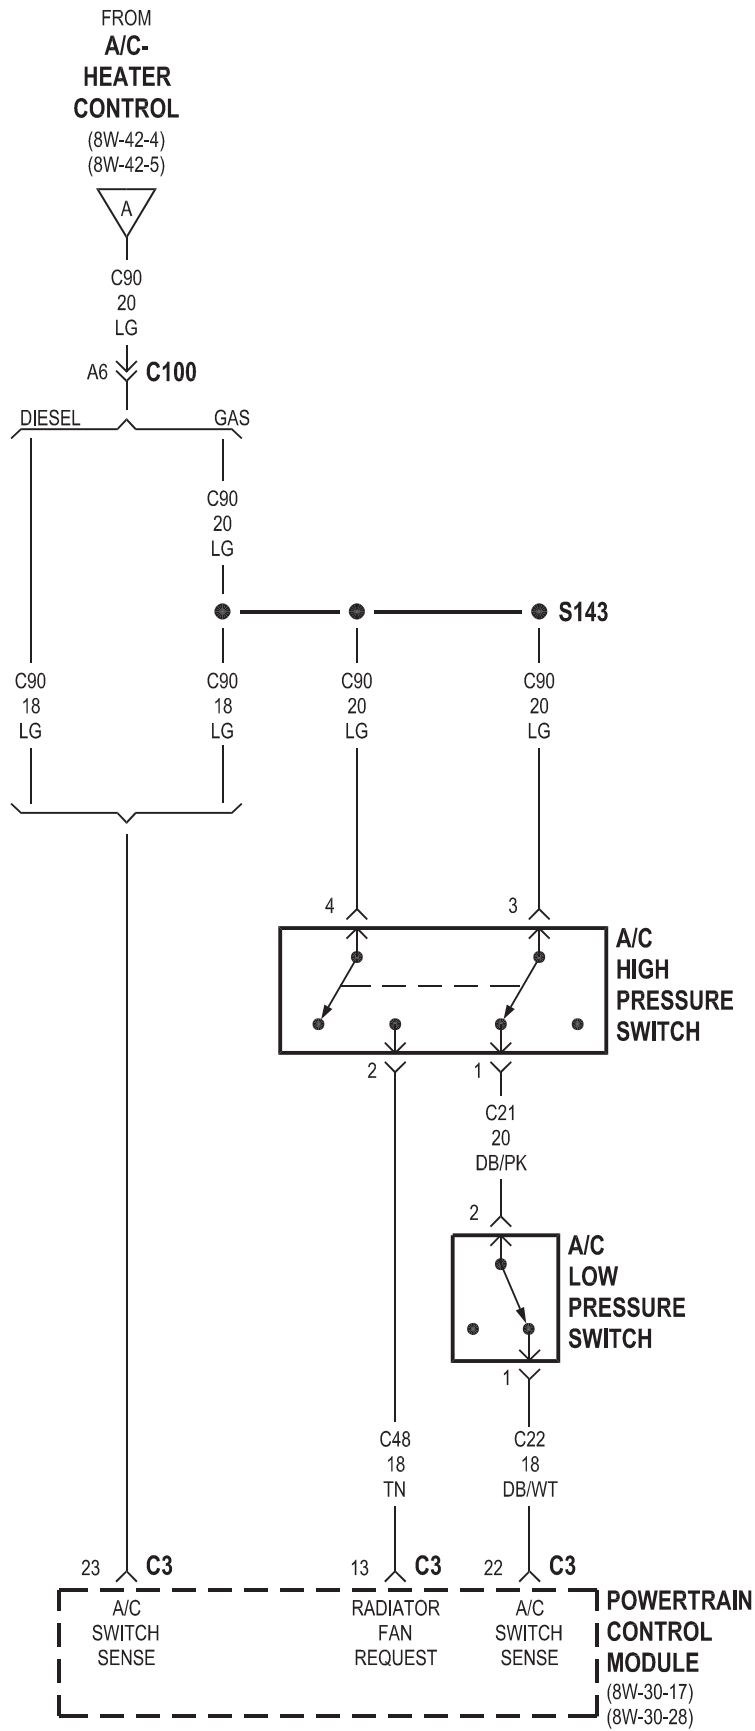 FROM
A/C-
HEATER
CONTROL
(8W-42-4)
(8W-42-5)
A
C90
20
LG
A6 C100
DIESEL GAS
C90
20
LG
S143
C90 C90 C90 C90
18 18 20 20
LG LG LG LG
4 3
A/C
HIGH
PRESSURE
SWITCH
2 1
C21
20
DB/PK
2
A/C
LOW
PRESSURE
SWITCH
1
C48 C22
18 18
TN DB/WT
23 C3 13 C3 22 C3
A/C RADIATOR A/C
SWITCH FAN SWITCH
SENSE REQUEST SENSE
POWERTRAIN
CONTROL
MODULE
(8W-30-17)
(8W-30-28)